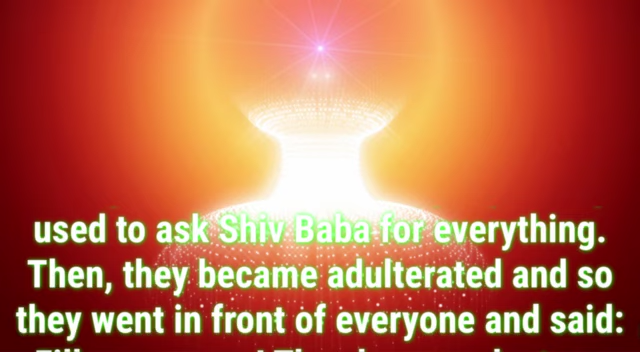 used to ask Shiv Baba for everything.
Then, they became adulterated and so
they went in front of everyone and said: